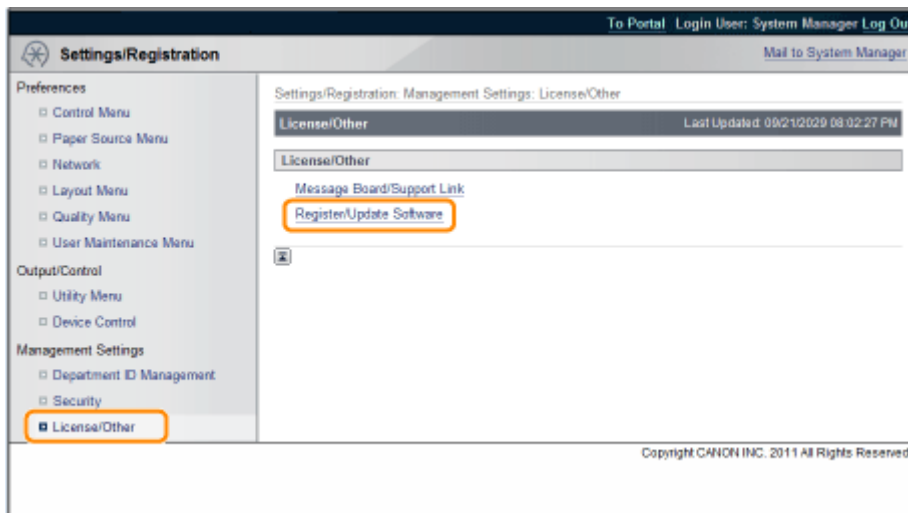 To Portal Login User: System Manager Log Ou
Settings/Registration
Mail to System Manager
Preferences
Control Menu
Paper Source Menu
Network
Layout Menu
Quality Menu
User Maintenance Menu
Output/Control
Utility Menu
Device Control
Management Settings
Department ID Management
Security
License/Other
Settings/Registration: Management Settings: License/Other
License/Other
Last Updated: 09/21/2029 08:02:27 PM
License/Other
Message Board/Support Link
Register/Update Software
Copyright CANON INC. 2011 All Rights Reserved